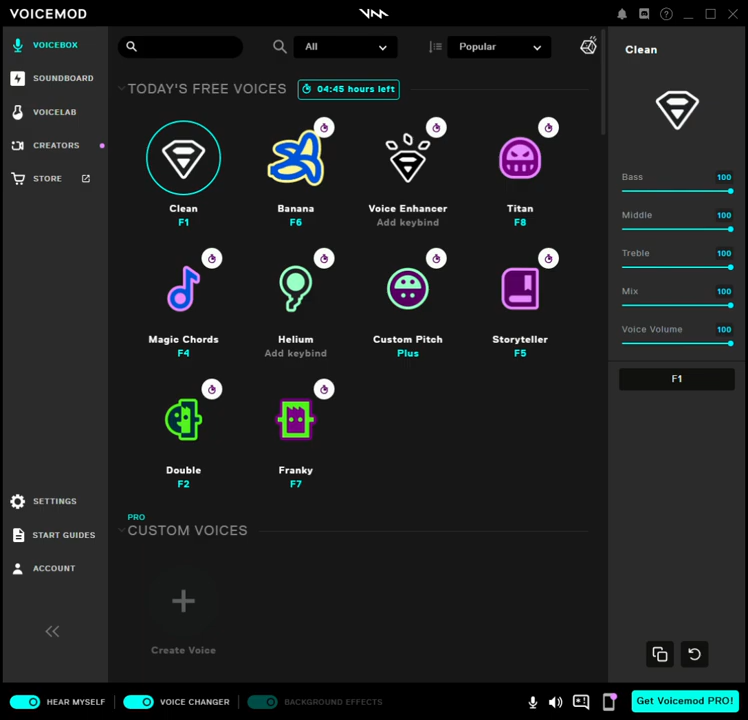 VOICEMOD
VOICEBOX
SOUNDBOARD
VOICELAB
CREATORS
STORE
SETTINGS
START GUIDES
ACCOUNT
All
Popular
TODAY'S FREE VOICES
04:45 hours left
Clean
F1
Banana
F6
Voice Enhancer
Add keybind
Titan
F8
Magic Chords
F4
Helium
Add keybind
Custom Pitch
Plus
Storyteller
F5
Double
F2
Franky
F7
PRO
CUSTOM VOICES
Create Voice
Clean
Bass 100
Middle 100
Treble 100
Mix 100
Voice Volume 100
F1
HEAR MYSELF
VOICE CHANGER
BACKGROUND EFFECTS
Get Voicemod PRO!